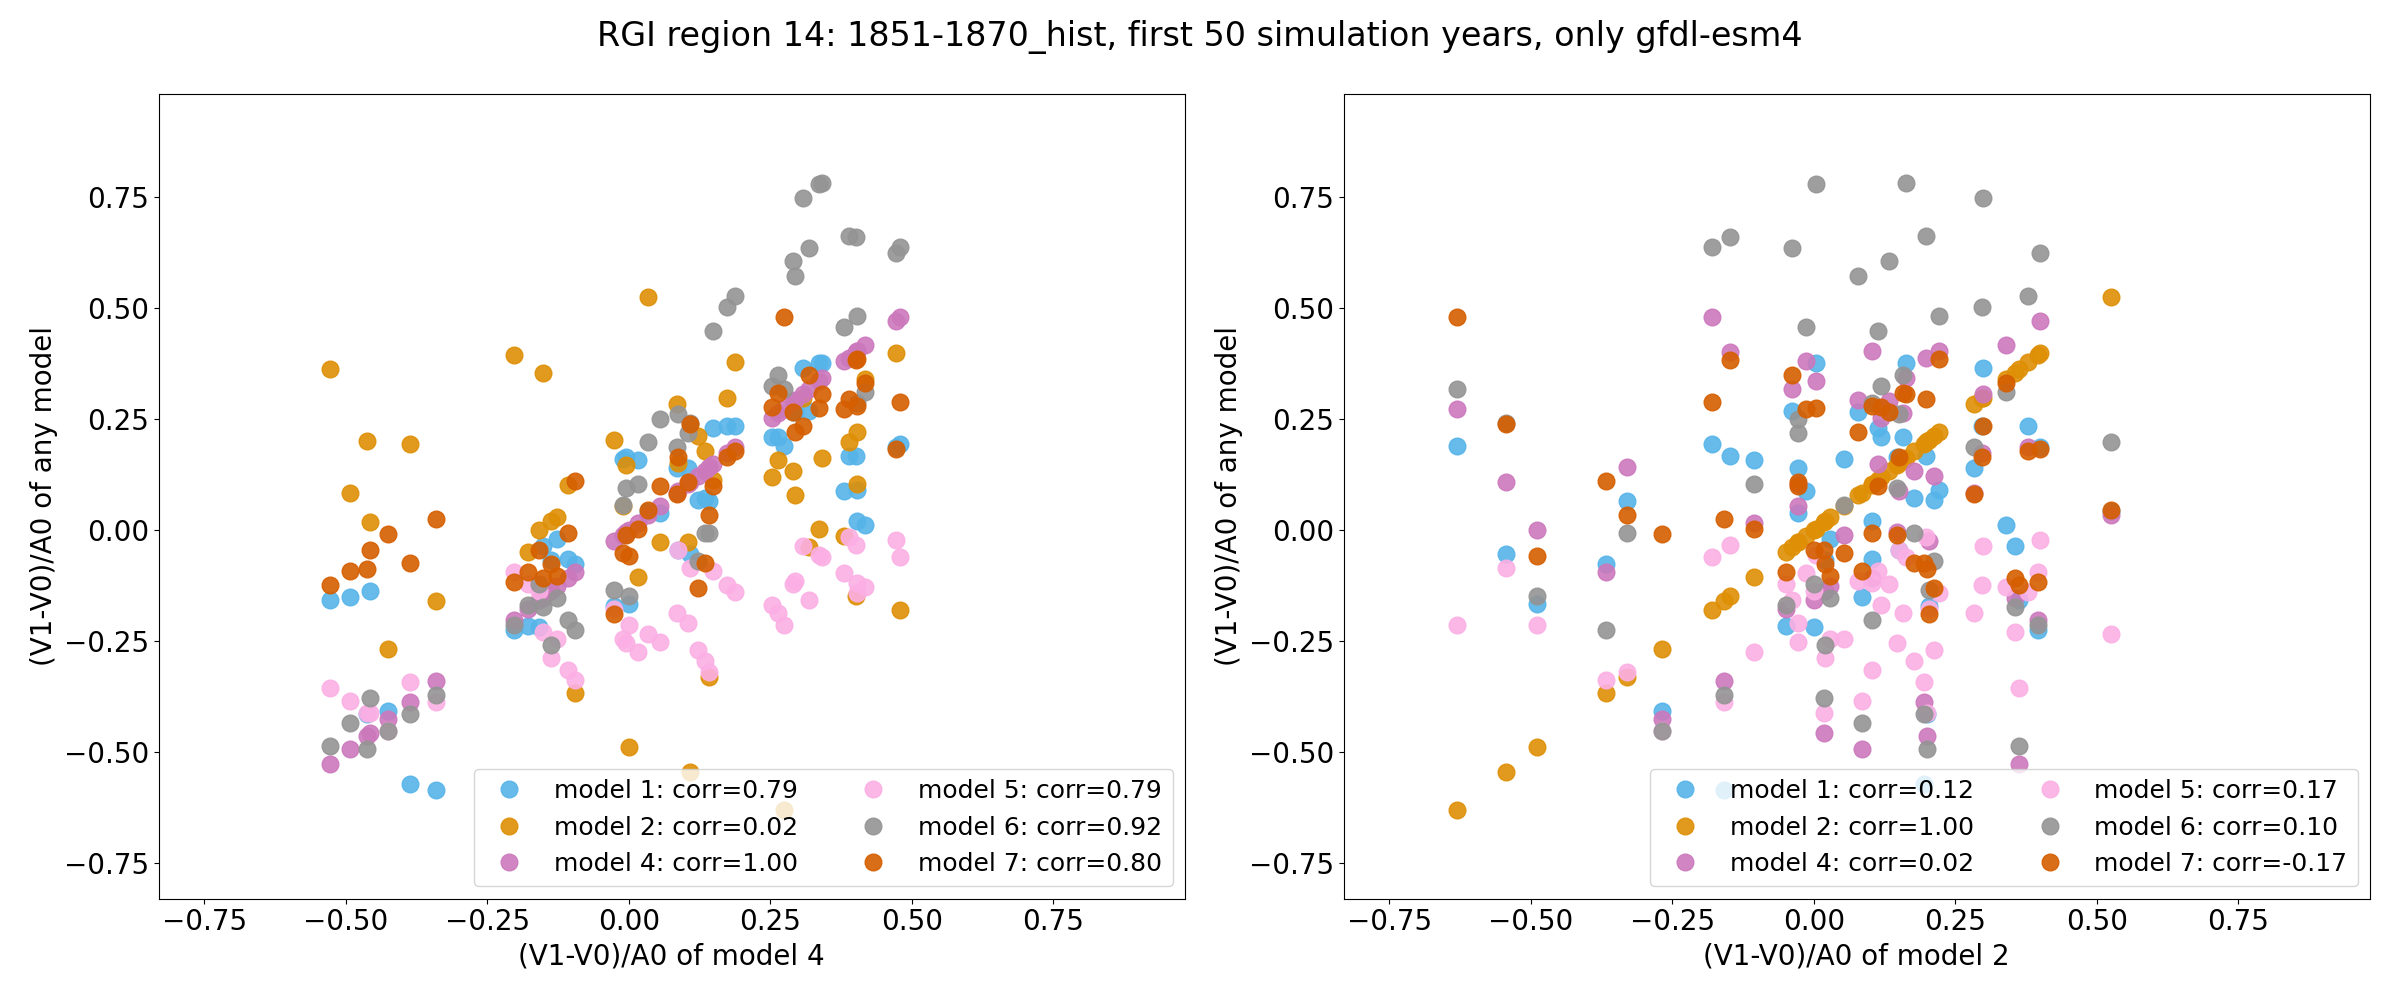 RGI region 14: 1851-1870_hist, first 50 simulation years, only gfdl-esm4
(V1-V0)/A0 of any model
0.75
0.50
0.25
0.00
−0.25
−0.50
−0.75
model 1: corr=0.79
model 2: corr=0.02
model 4: corr=1.00
model 5: corr=0.79
model 6: corr=0.92
model 7: corr=0.80
−0.75 −0.50 −0.25 0.00 0.25 0.50 0.75
(V1-V0)/A0 of model 4
(V1-V0)/A0 of any model
0.75
0.50
0.25
0.00
−0.25
−0.50
−0.75
model 1: corr=0.12
model 2: corr=1.00
model 4: corr=0.02
model 5: corr=0.17
model 6: corr=0.10
model 7: corr=-0.17
−0.75 −0.50 −0.25 0.00 0.25 0.50 0.75
(V1-V0)/A0 of model 2